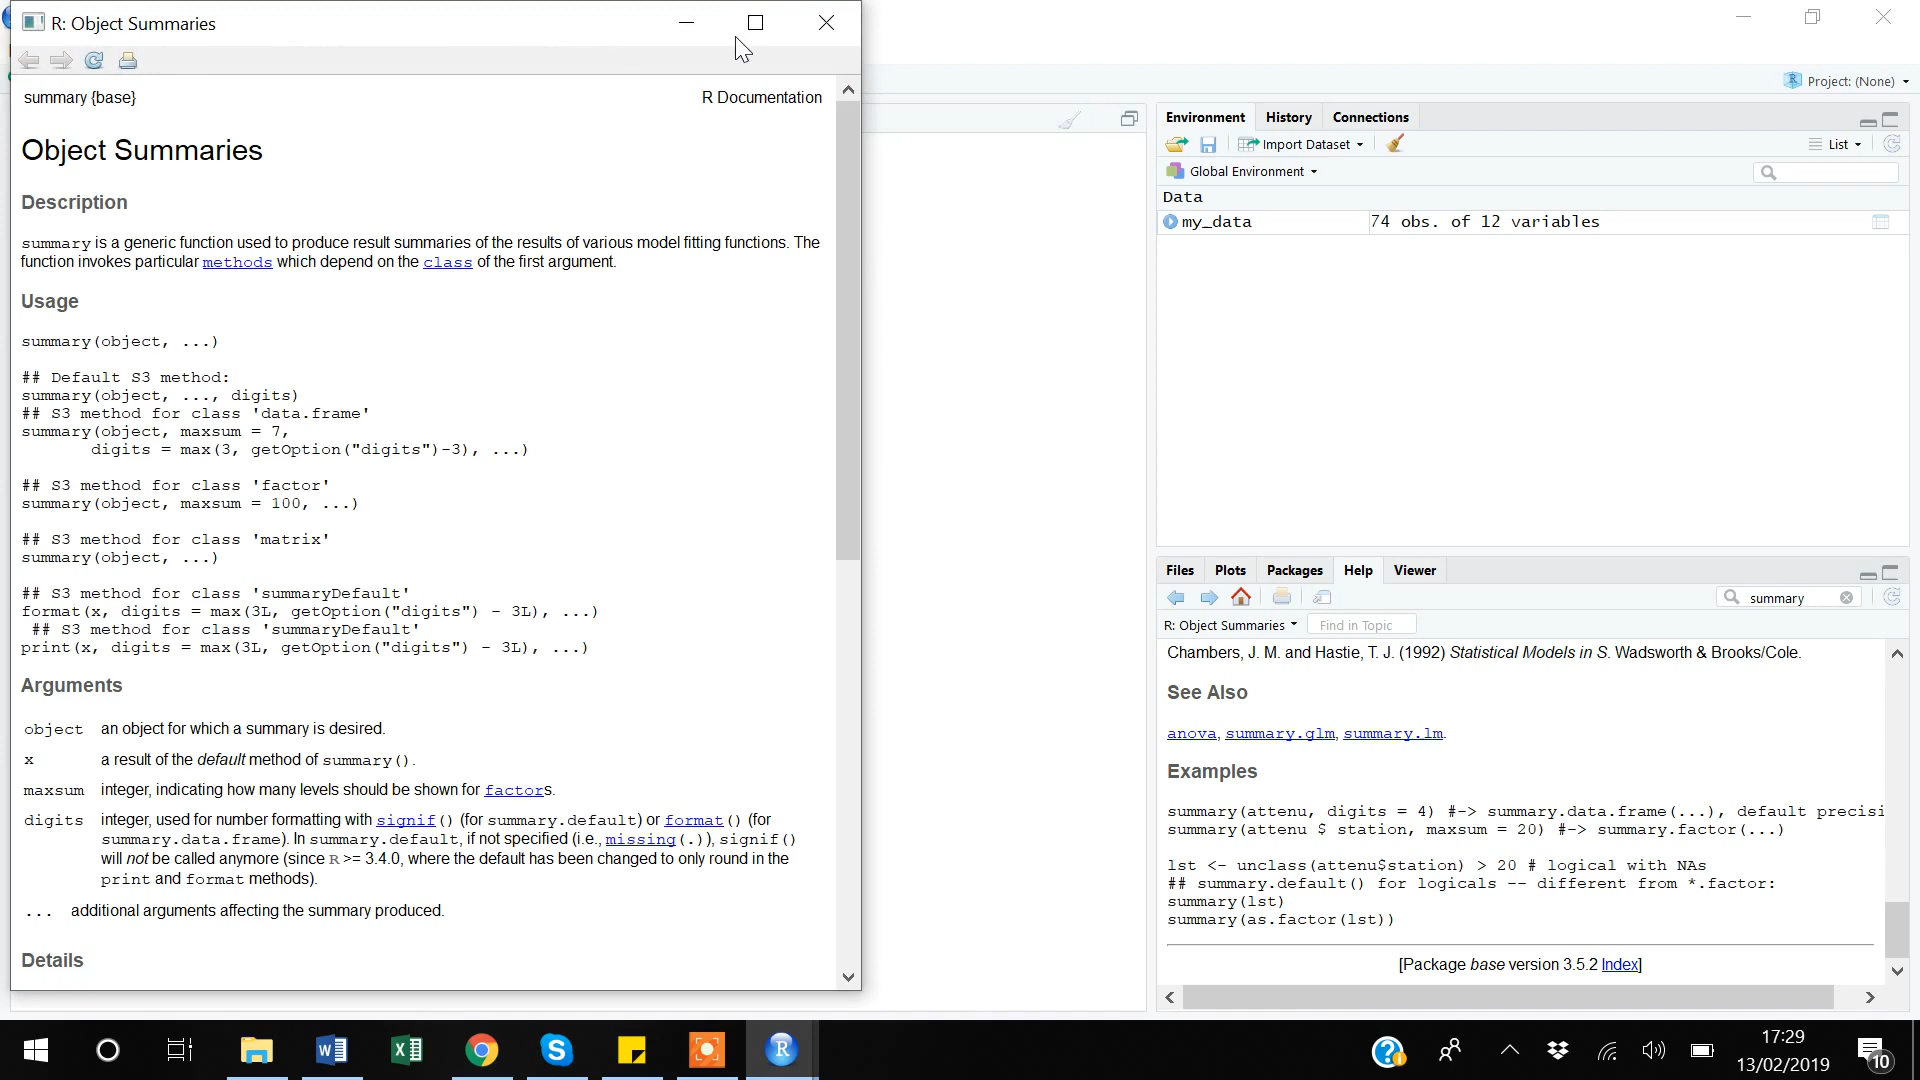 R: Object Summaries
summary {base}
R Documentation
Object Summaries
Description
summary is a generic function used to produce result summaries of the results of various model fitting functions. The
function invokes particular methods which depend on the class of the first argument.
Usage
summary(object, ...)
## Default S3 method:
summary(object, ..., digits)
## S3 method for class 'data.frame'
summary(object, maxsum = 7,
digits = max(3, getOption("digits")-3), ...)
## S3 method for class 'factor'
summary(object, maxsum = 100, ...)
## S3 method for class 'matrix'
summary(object, ...)
## S3 method for class 'summaryDefault'
format(x, digits = max(3L, getOption("digits") - 3L), ...)
## S3 method for class 'summaryDefault'
print(x, digits = max(3L, getOption("digits") - 3L), ...)
Arguments
object an object for which a summary is desired.
x a result of the default method of summary().
maxsum integer, indicating how many levels should be shown for factors.
digits integer, used for number formatting with signif() (for summary.default) or format() (for
summary.data.frame). In summary.default, if not specified (i.e., missing(.)), signif()
will not be called anymore (since R >= 3.4.0, where the default has been changed to only round in the
print and format methods).
... additional arguments affecting the summary produced.
Details
Project: (None)
Environment History Connections
Import Dataset
List
Global Environment
Data
my_data 74 obs. of 12 variables
Files Plots Packages Help Viewer
summary
R: Object Summaries Find in Topic
Chambers, J. M. and Hastie, T. J. (1992) Statistical Models in S. Wadsworth & Brooks/Cole.
See Also
anova, summary.glm, summary.lm.
Examples
summary(attenu, digits = 4) #-> summary.data.frame(...), default precisi
summary(attenu $ station, maxsum = 20) #-> summary.factor(...)
lst <- unclass(attenu$station) > 20 # logical with NAs
## summary.default() for logicals -- different from *.factor:
summary(lst)
summary(as.factor(lst))
[Package base version 3.5.2 Index]
17:29
13/02/2019
10